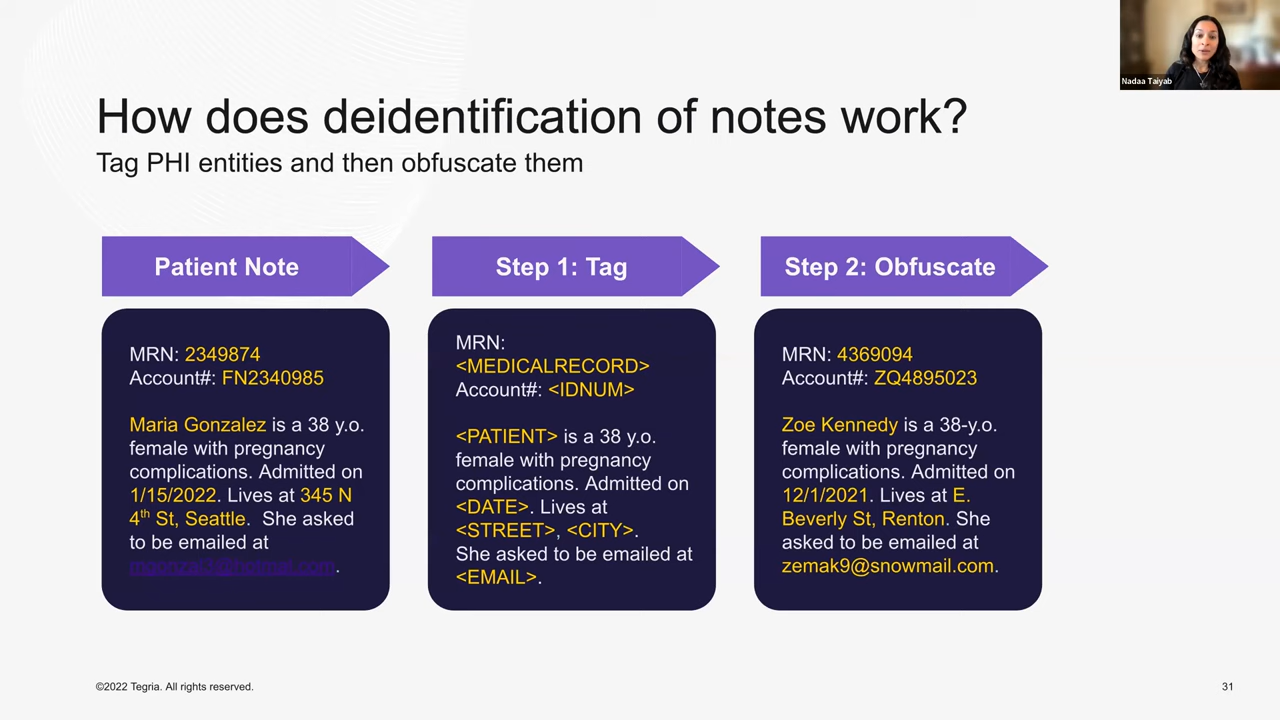 Nadaa Taiyab
How does deidentification of notes work?
Tag PHI entities and then obfuscate them
Patient Note
MRN: 2349874
Account#: FN2340985
Maria Gonzalez is a 38 y.o.
female with pregnancy
complications. Admitted on
1/15/2022. Lives at 345 N
4th St, Seattle. She asked
to be emailed at
Step 1: Tag
MRN:
<MEDICALRECORD>
Account#: <IDNUM>
<PATIENT> is a 38 y.o.
female with pregnancy
complications. Admitted on
<DATE>. Lives at
<STREET>, <CITY>.
She asked to be emailed at
<EMAIL>.
Step 2: Obfuscate
MRN: 4369094
Account#: ZQ4895023
Zoe Kennedy is a 38-y.o.
female with pregnancy
complications. Admitted on
12/1/2021. Lives at E.
Beverly St, Renton. She
asked to be emailed at
zemak9@snowmail.com.
©2022 Tegria. All rights reserved.
31